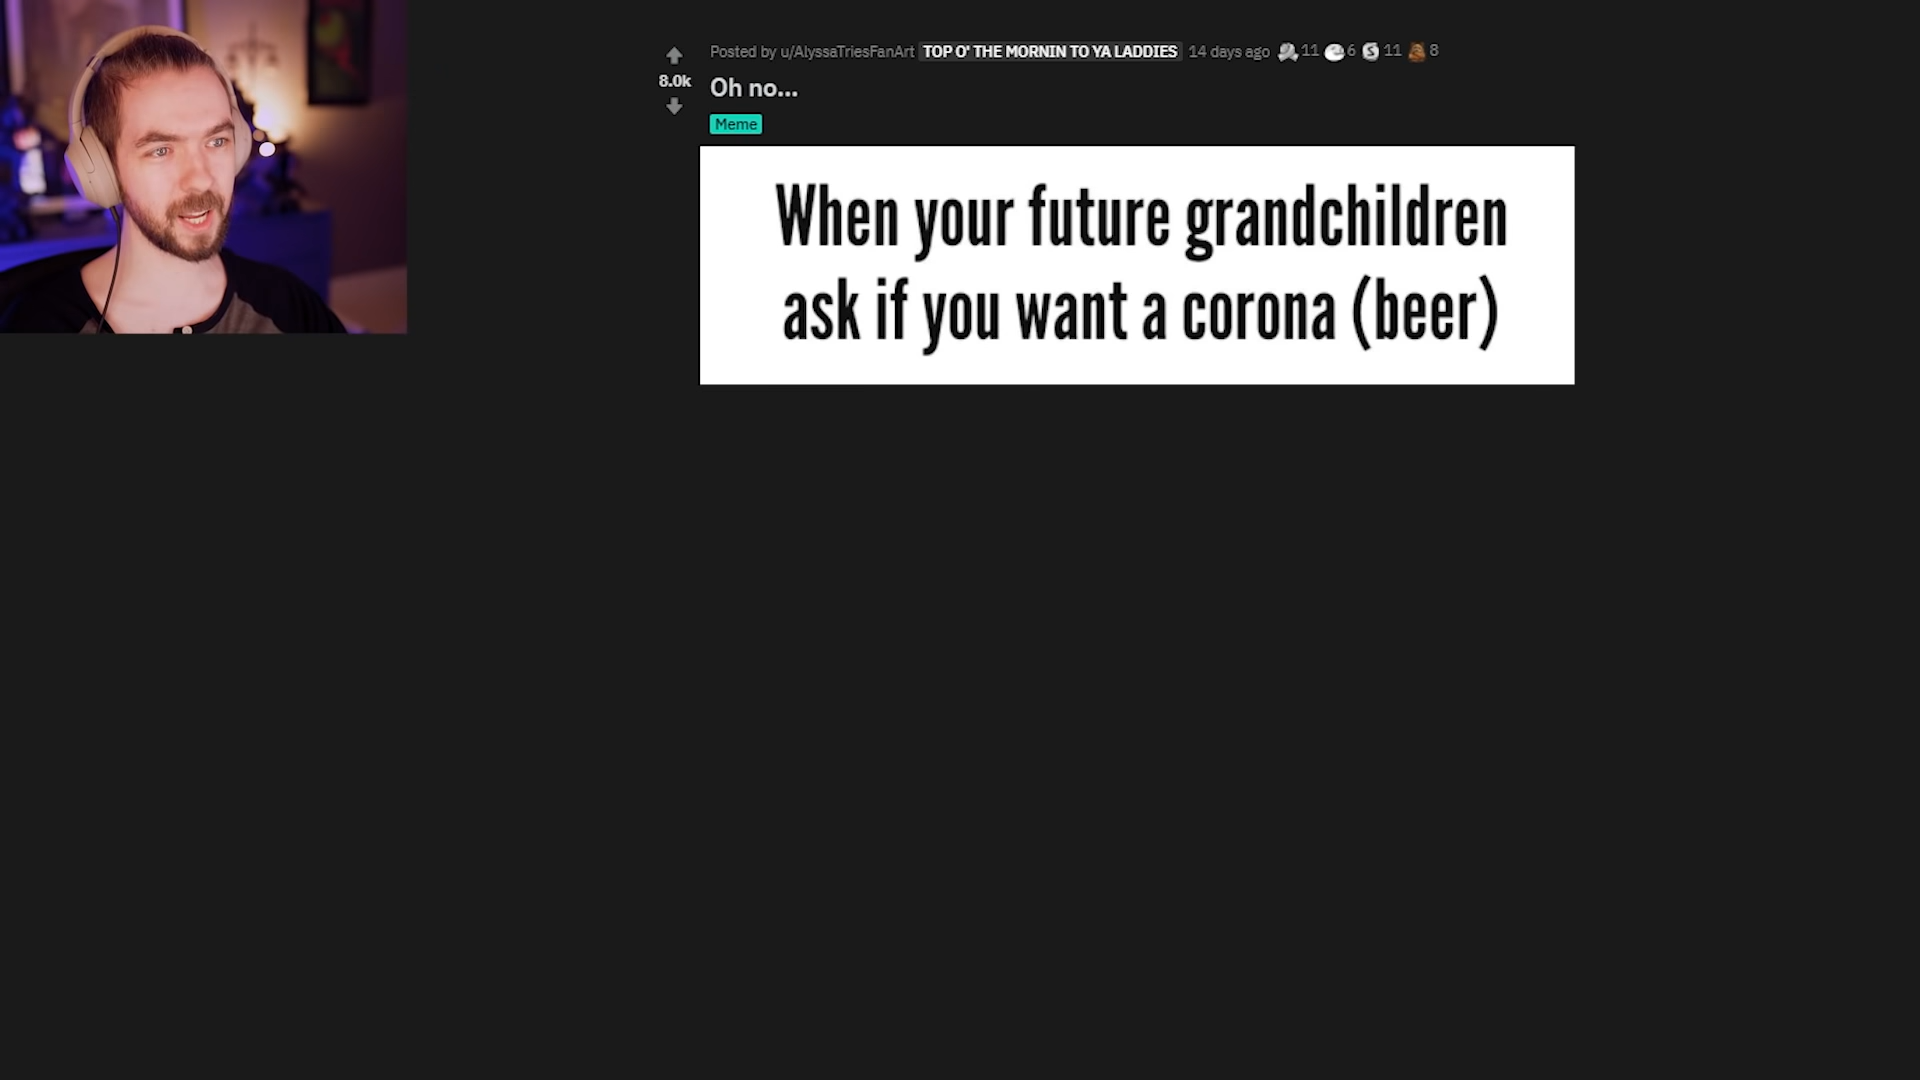 Posted by u/AlyssaTriesFanArt TOP O' THE MORNIN TO YA LADDIES 14 days ago 11 6 S 11 8
8.0k
Oh no...
Meme
When your future grandchildren
ask if you want a corona (beer)